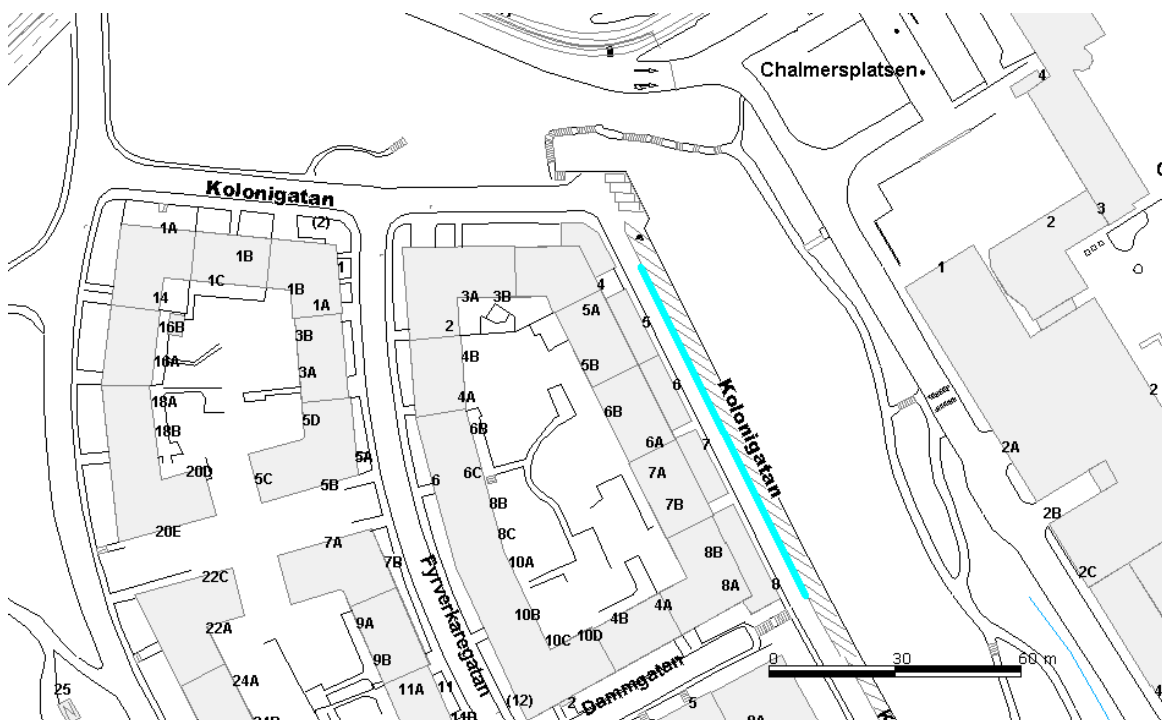 Chalmersplatsen
4
Kolonigatan
1A
(2)
2
3
1B
1C
1
1
14
1B
1A
3A
3B
4
16B
3B
2
5A
5
4B
5B
16A
3A
6
2
18A
5D
4A
6B
Kolonigatan
18B
6B
6A
7
2A
20D
5C
5B
5A
6
6C
7A
8B
7B
2B
20E
7A
8C
8B
22C
7B
Fyrverkaregatan
10A
8A
8
2C
9A
10B
4B
4A
22A
10C
10D
9B
0
30
60 m
24A
11A
11
Dammgatan
25
(12)
2
5
4
24B
11B
8A
K